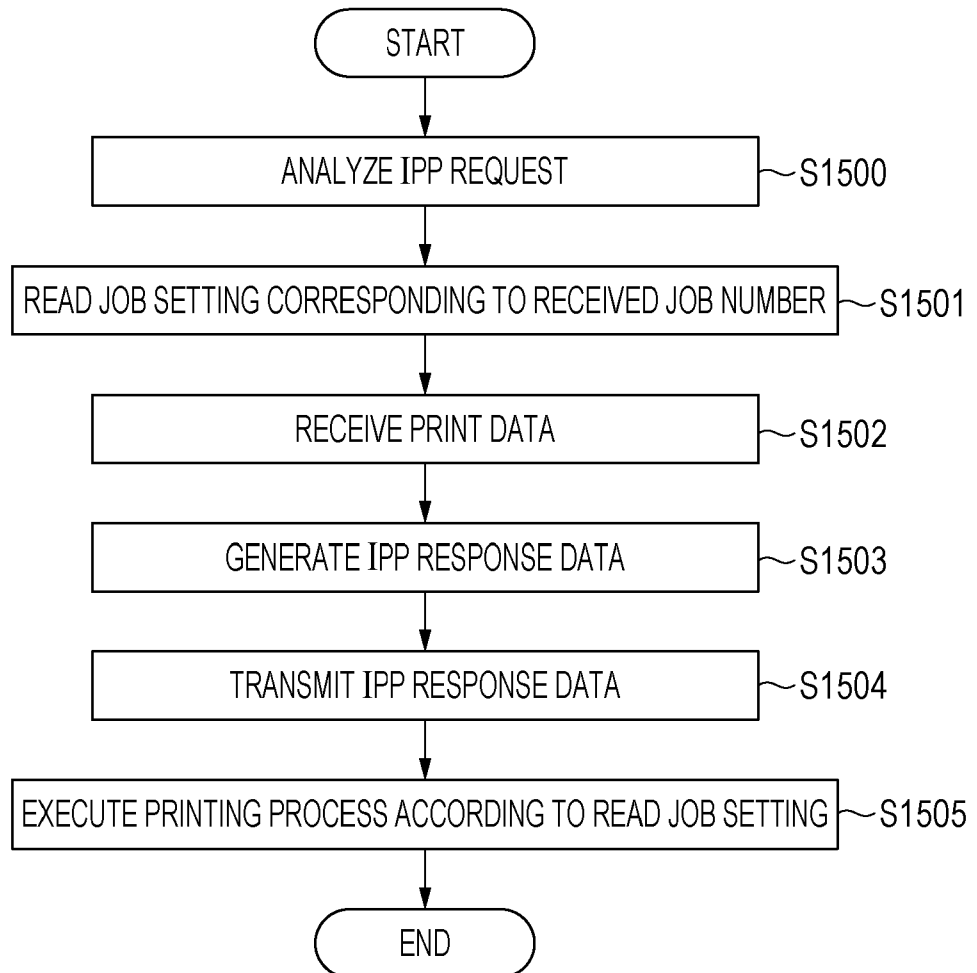 START
ANALYZE IPP REQUEST
S1500
READ JOB SETTING CORRESPONDING TO RECEIVED JOB NUMBER
S1501
RECEIVE PRINT DATA
S1502
GENERATE IPP RESPONSE DATA
S1503
TRANSMIT IPP RESPONSE DATA
S1504
EXECUTE PRINTING PROCESS ACCORDING TO READ JOB SETTING
S1505
END